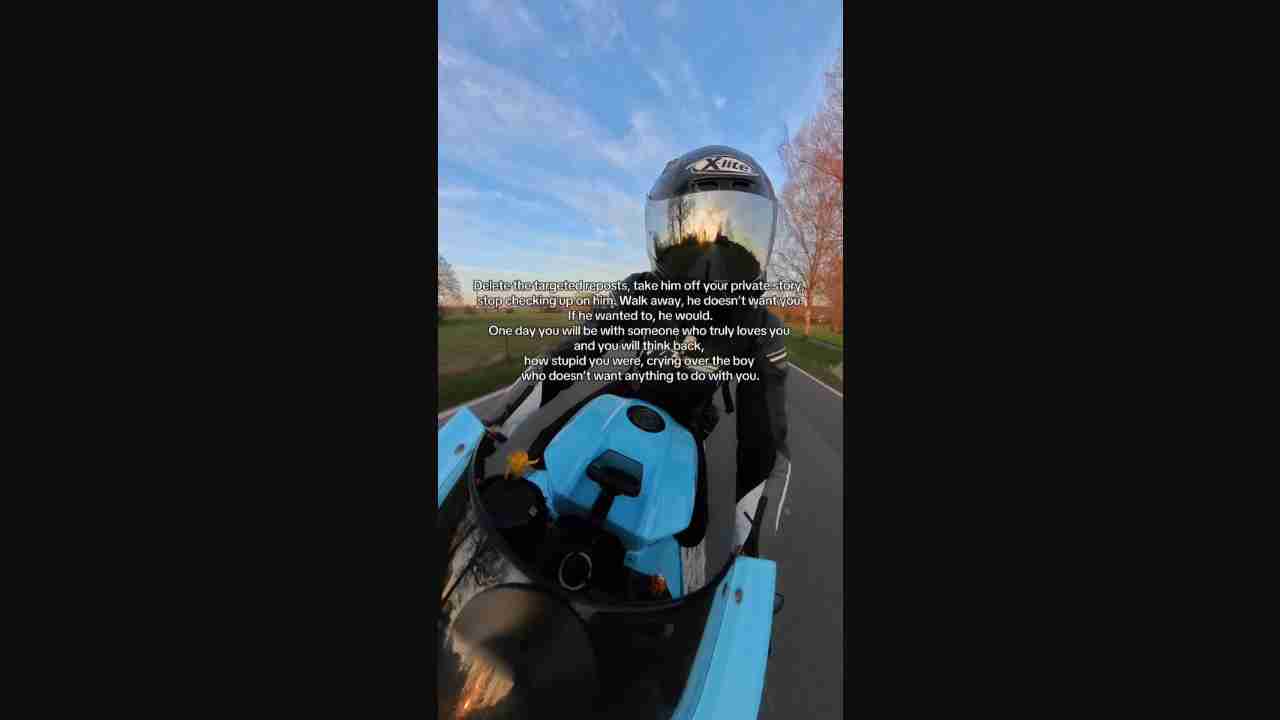 X-lite
Delete the targeted reposts, take him off your private story,
stop checking up on him. Walk away, he doesn't want you.
If he wanted to, he would.
One day you will be with someone who truly loves you
and you will think back,
how stupid you were, crying over the boy
who doesn't want anything to do with you.